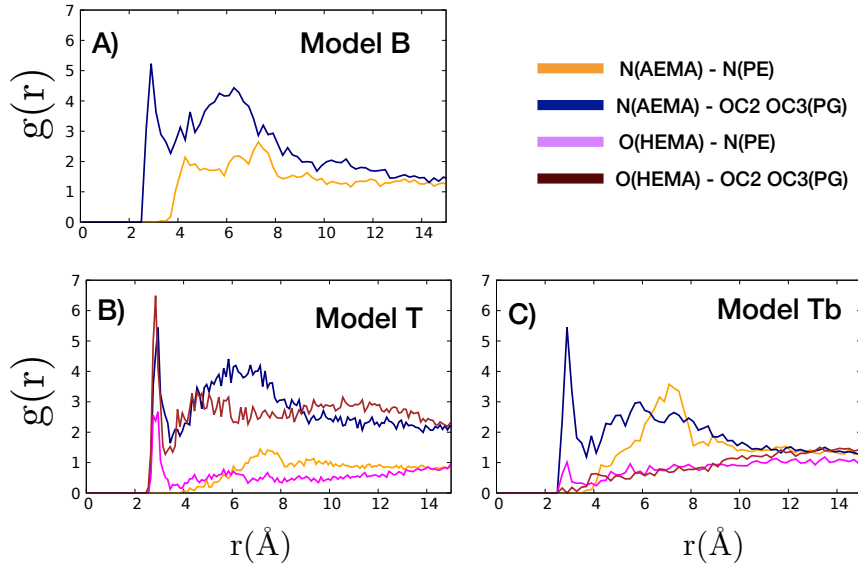 A)
Model B
g(r)
7
6
5
4
3
2
1
0
0 2 4 6 8 10 12 14
N(AEMA) - N(PE)
N(AEMA) - OC2 OC3(PG)
O(HEMA) - N(PE)
O(HEMA) - OC2 OC3(PG)
B)
Model T
g(r)
7
6
5
4
3
2
1
0
0 2 4 6 8 10 12 14
r(Å)
C)
Model Tb
7
6
5
4
3
2
1
0
0 2 4 6 8 10 12 14
r(Å)